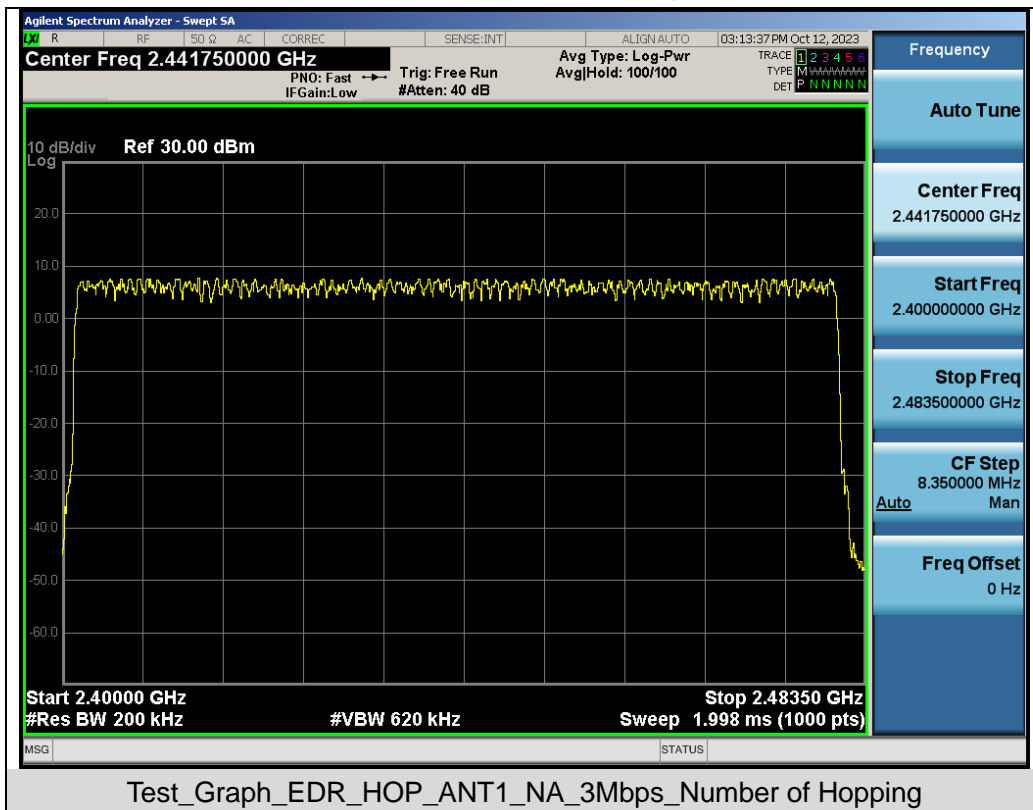 Agilent Spectrum Analyzer - Swept SA
LXI R RF 50 Ω AC CORREC SENSE:INT ALIGN AUTO 03:13:37 PM Oct 12, 2023
Center Freq 2.441750000 GHz
PNO: Fast
IFGain:Low
Trig: Free Run
#Atten: 40 dB
Avg Type: Log-Pwr
Avg|Hold: 100/100
TRACE 1 2 3 4 5 6
TYPE M WWWWW
DET P N N N N N
10 dB/div Ref 30.00 dBm
Log
20.0
10.0
0.00
-10.0
-20.0
-30.0
-40.0
-50.0
-60.0
Start 2.40000 GHz Stop 2.48350 GHz
#Res BW 200 kHz #VBW 620 kHz Sweep 1.998 ms (1000 pts)
MSG STATUS
Frequency
Auto Tune
Center Freq
2.441750000 GHz
Start Freq
2.400000000 GHz
Stop Freq
2.483500000 GHz
CF Step
8.350000 MHz
Auto Man
Freq Offset
0 Hz
Test_Graph_EDR_HOP_ANT1_NA_3Mbps_Number of Hopping